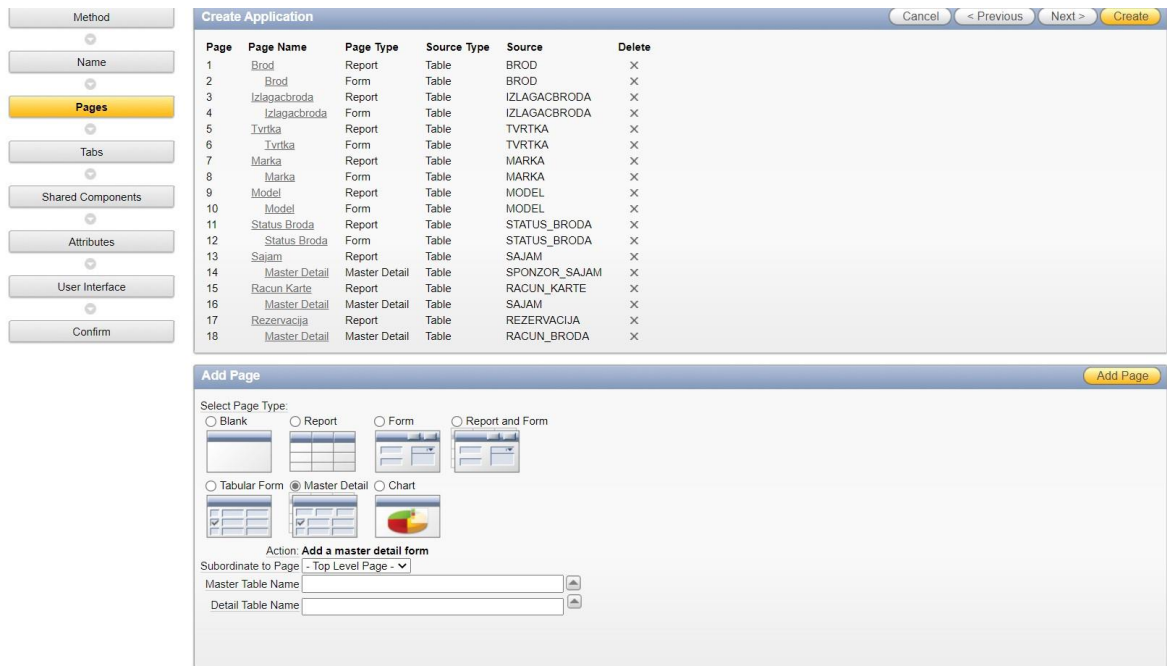 Method
Name
Pages
Tabs
Shared Components
Attributes
User Interface
Confirm
Create Application
Cancel < Previous Next > Create
Page Page Name Page Type Source Type Source Delete
1 Brod Report Table BROD
2 Brod Form Table BROD
3 Izlagacbroda Report Table IZLAGACBRODA
4 Izlagacbroda Form Table IZLAGACBRODA
5 Tvrtka Report Table TVRTKA
6 Tvrtka Form Table TVRTKA
7 Marka Report Table MARKA
8 Marka Form Table MARKA
9 Model Report Table MODEL
10 Model Form Table MODEL
11 Status Broda Report Table STATUS_BRODA
12 Status Broda Form Table STATUS_BRODA
13 Sajam Report Table SAJAM
14 Master Detail Master Detail Table SPONZOR_SAJAM
15 Racun Karte Report Table RACUN_KARTE
16 Master Detail Master Detail Table SAJAM
17 Rezervacija Report Table REZERVACIJA
18 Master Detail Master Detail Table RACUN_BRODA
Add Page Add Page
Select Page Type:
Blank Report Form Report and Form
Tabular Form Master Detail Chart
Action: Add a master detail form
Subordinate to Page - Top Level Page -
Master Table Name
Detail Table Name